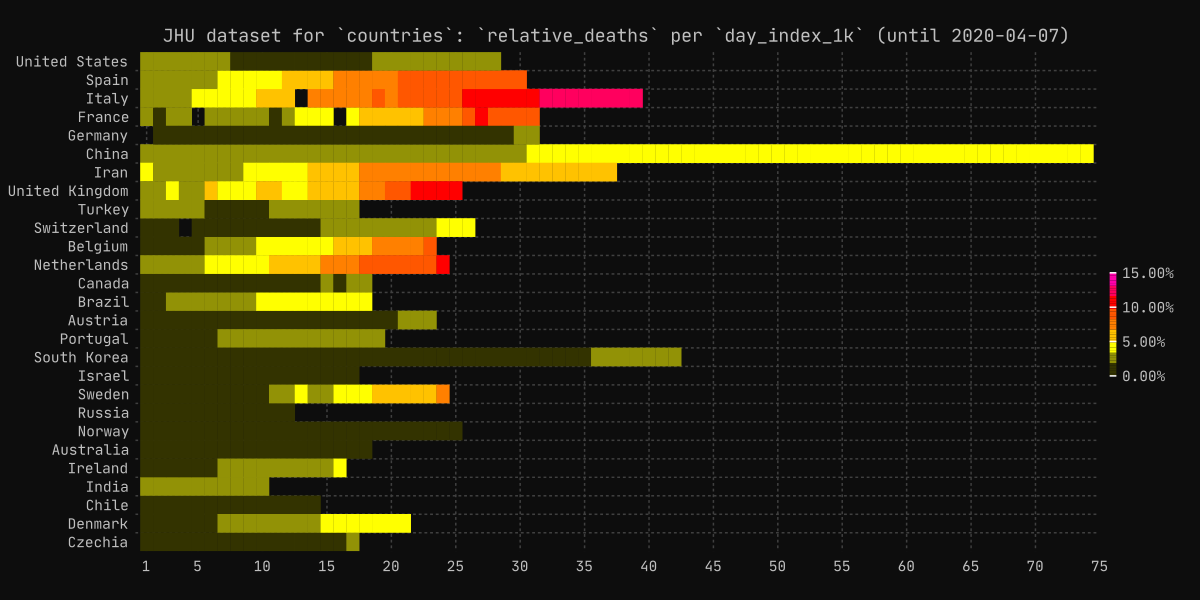 JHU dataset for `countries`: `relative_deaths` per `day_index_1k` (until 2020-04-07)
United States
Spain
Italy
France
Germany
China
Iran
United Kingdom
Turkey
Switzerland
Belgium
Netherlands
Canada
Brazil
Austria
Portugal
South Korea
Israel
Sweden
Russia
Norway
Australia
Ireland
India
Chile
Denmark
Czechia
1 5 10 15 20 25 30 35 40 45 50 55 60 65 70 75
15.00%
10.00%
5.00%
0.00%